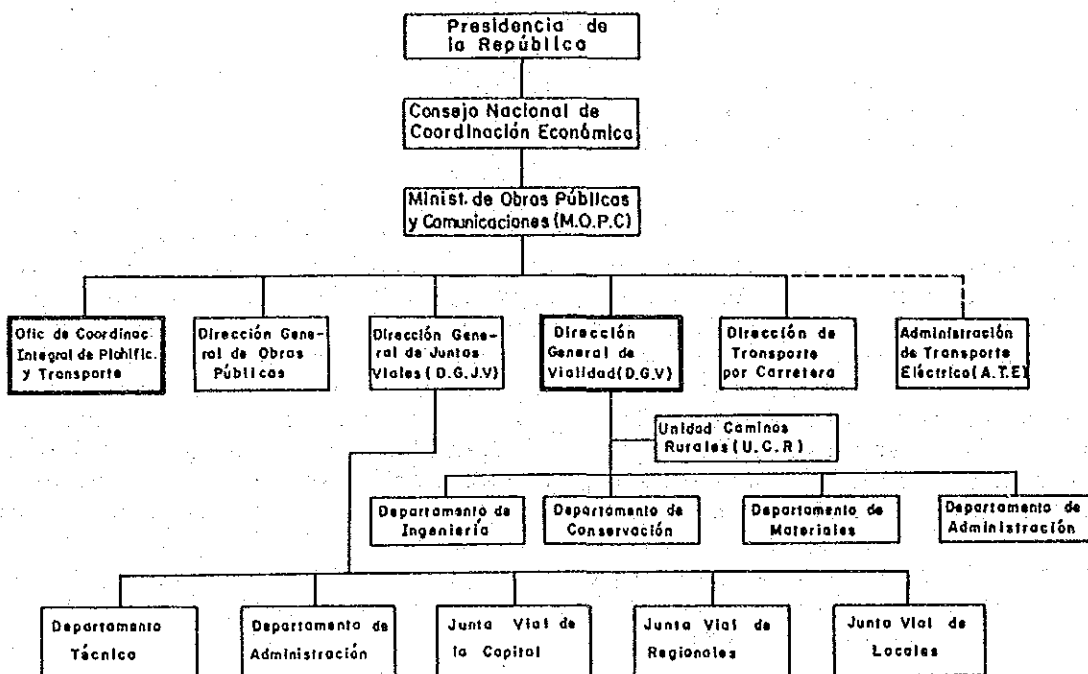 Presidencia de
la República
Consejo Nacional de
Coordinación Económica
Minist. de Obras Públicas
y Comunicaciones (M.O.P.C)
Ofic de Coordinac.
Integral de Planific.
y Transporte
Dirección Gene-
ral de Obras
Públicas
Dirección Gene-
ral de Juntas
Viales (D.G.J.V)
Dirección
General de
Vialidad (D.G.V)
Dirección de
Transporte
por Carretera
Administración
de Transporte
Eléctrico (A.T.E)
Unidad Caminos
Rurales (U.C.R)
Departamento de
Ingeniería
Departamento de
Conservación
Departamento de
Materiales
Departamento de
Administración
Departamento
Técnico
Departamento de
Administración
Junta Vial de
la Capital
Junta Vial de
Regionales
Junta Vial de
Locales